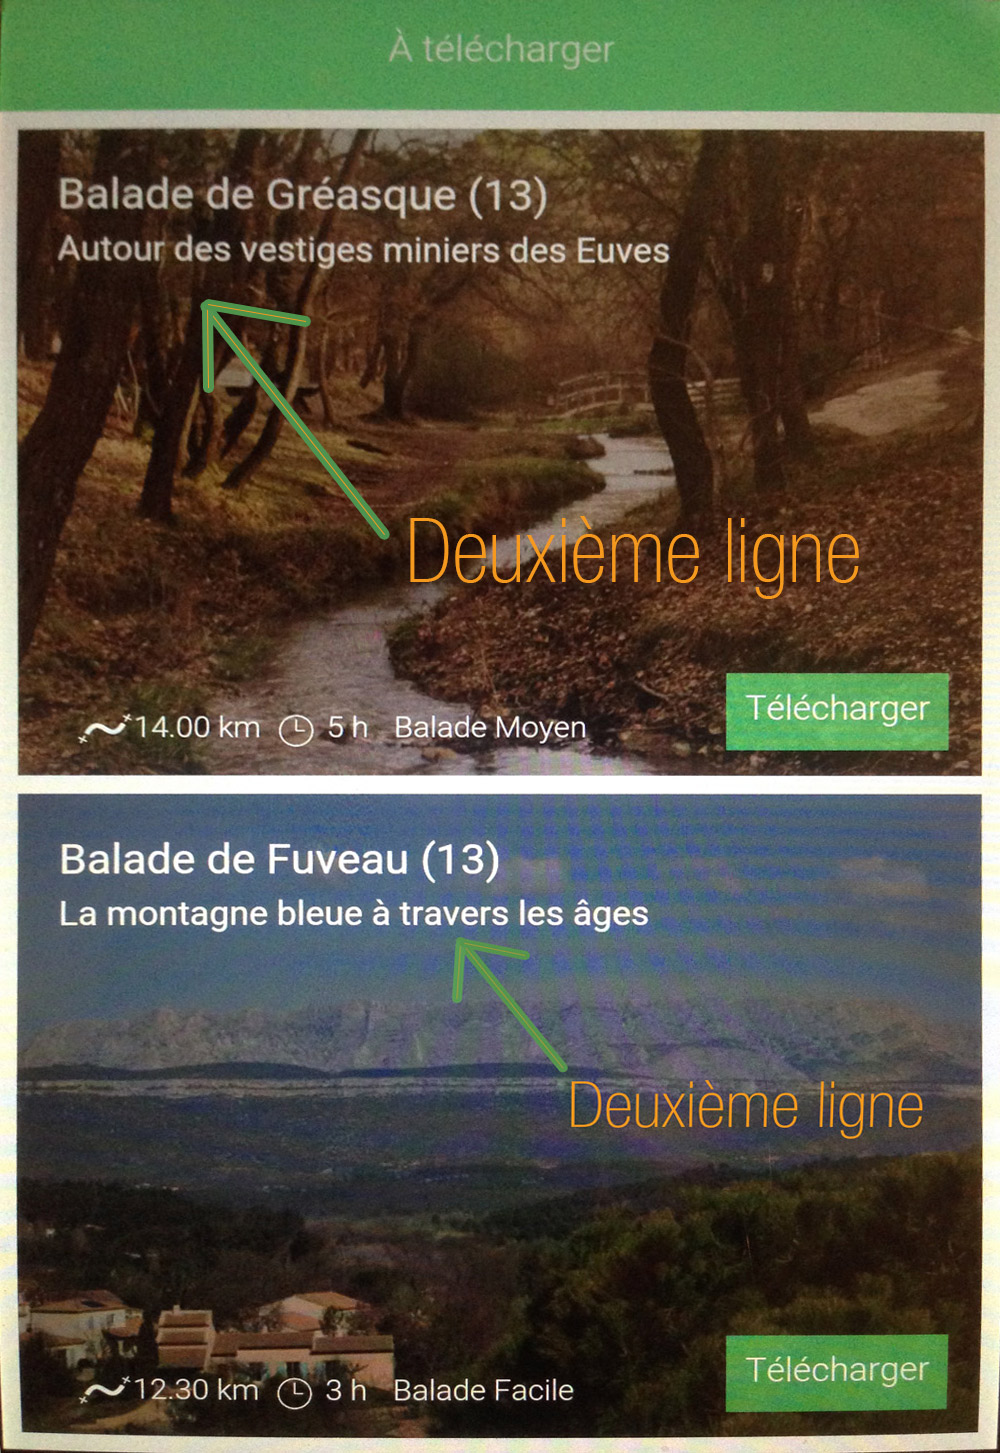 À télécharger
Balade de Gréasque (13)
Autour des vestiges miniers des Euves
Deuxième ligne
14.00 km 5 h Balade Moyen
Télécharger
Balade de Fuveau (13)
La montagne bleue à travers les âges
Deuxième ligne
12.30 km 3 h Balade Facile
Télécharger